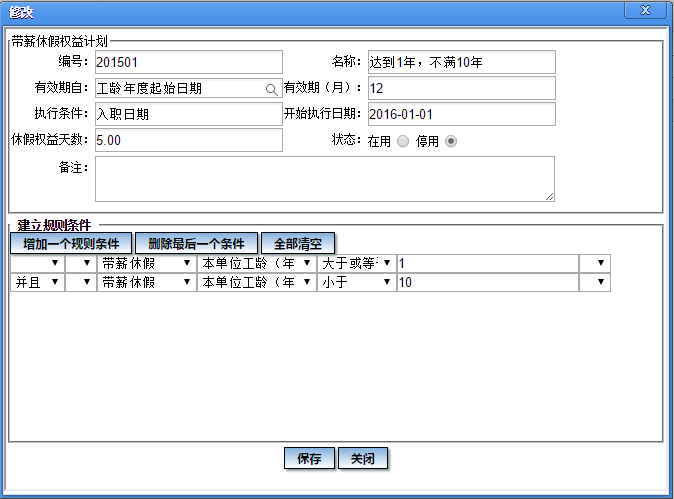 修改
带薪休假权益计划
编号： 201501 名称： 达到1年，不满10年
有效期自： 工龄年度起始日期 有效期（月）： 12
执行条件： 入职日期 开始执行日期： 2016-01-01
休假权益天数： 5.00 状态： 在用 停用
备注：
建立规则条件
增加一个规则条件 删除最后一个条件 全部清空
带薪休假 本单位工龄（年 大于或等 1
并且 带薪休假 本单位工龄（年 小于 10
保存 关闭